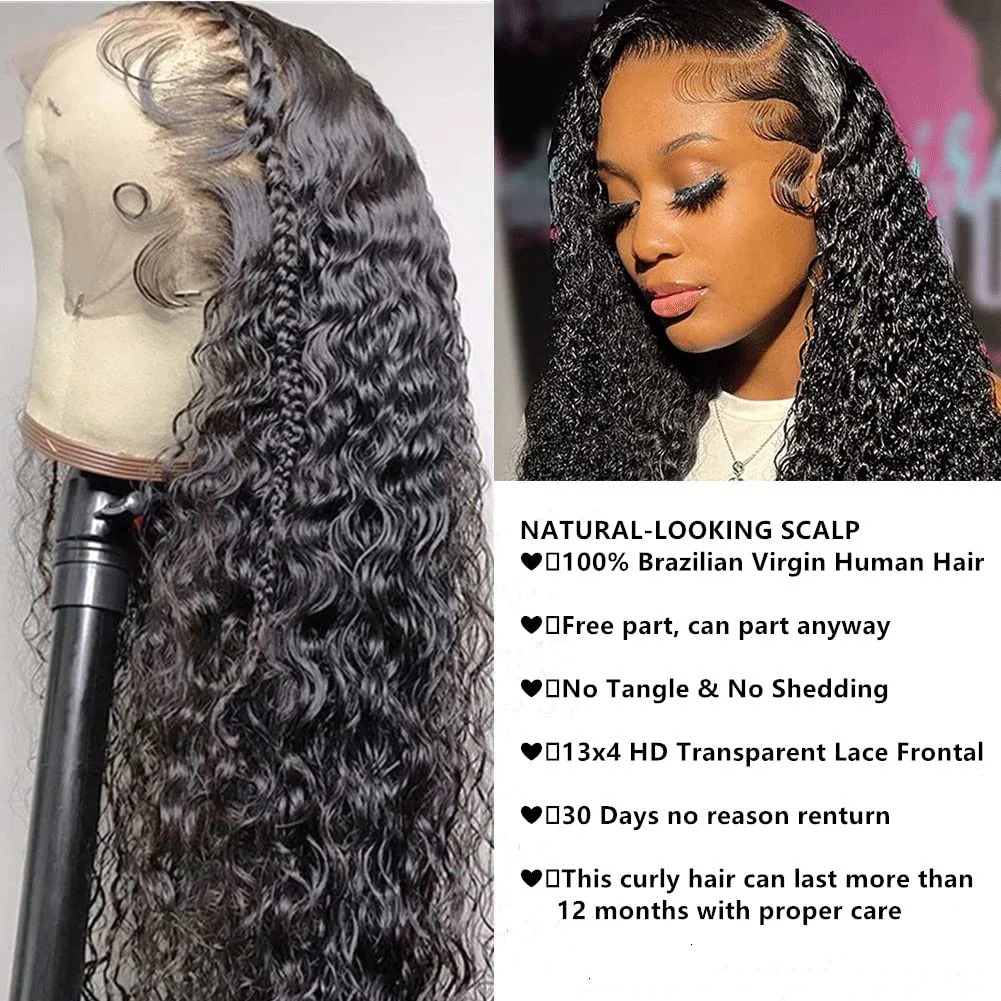 NATURAL-LOOKING SCALP
♥▯100% Brazilian Virgin Human Hair
♥▯Free part, can part anyway
♥▯No Tangle & No Shedding
♥▯13x4 HD Transparent Lace Frontal
♥▯30 Days no reason renturn
♥▯This curly hair can last more than
12 months with proper care